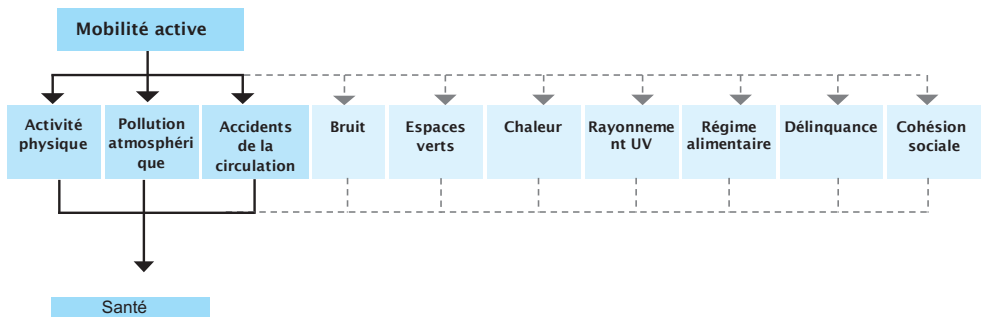 Mobilité active
Activité
physique
Pollution
atmosphéri
que
Accidents
de la
circulation
Bruit
Espaces
verts
Chaleur
Rayonneme
nt UV
Régime
alimentaire
Délinquance
Cohésion
sociale
Santé